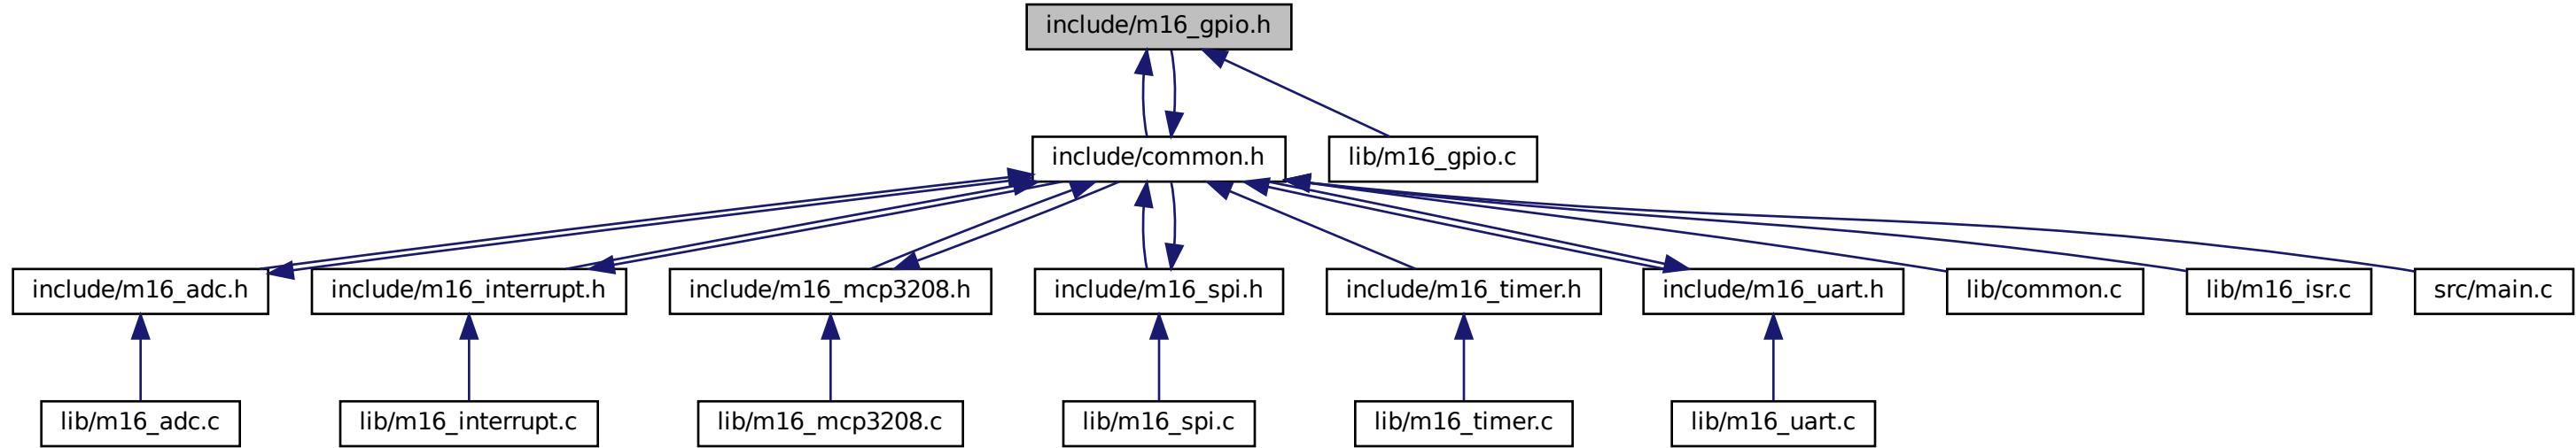 include/m16_gpio.h
include/common.h
lib/m16_gpio.c
include/m16_adc.h
include/m16_interrupt.h
include/m16_mcp3208.h
include/m16_spi.h
include/m16_timer.h
include/m16_uart.h
lib/common.c
lib/m16_isr.c
src/main.c
lib/m16_adc.c
lib/m16_interrupt.c
lib/m16_mcp3208.c
lib/m16_spi.c
lib/m16_timer.c
lib/m16_uart.c